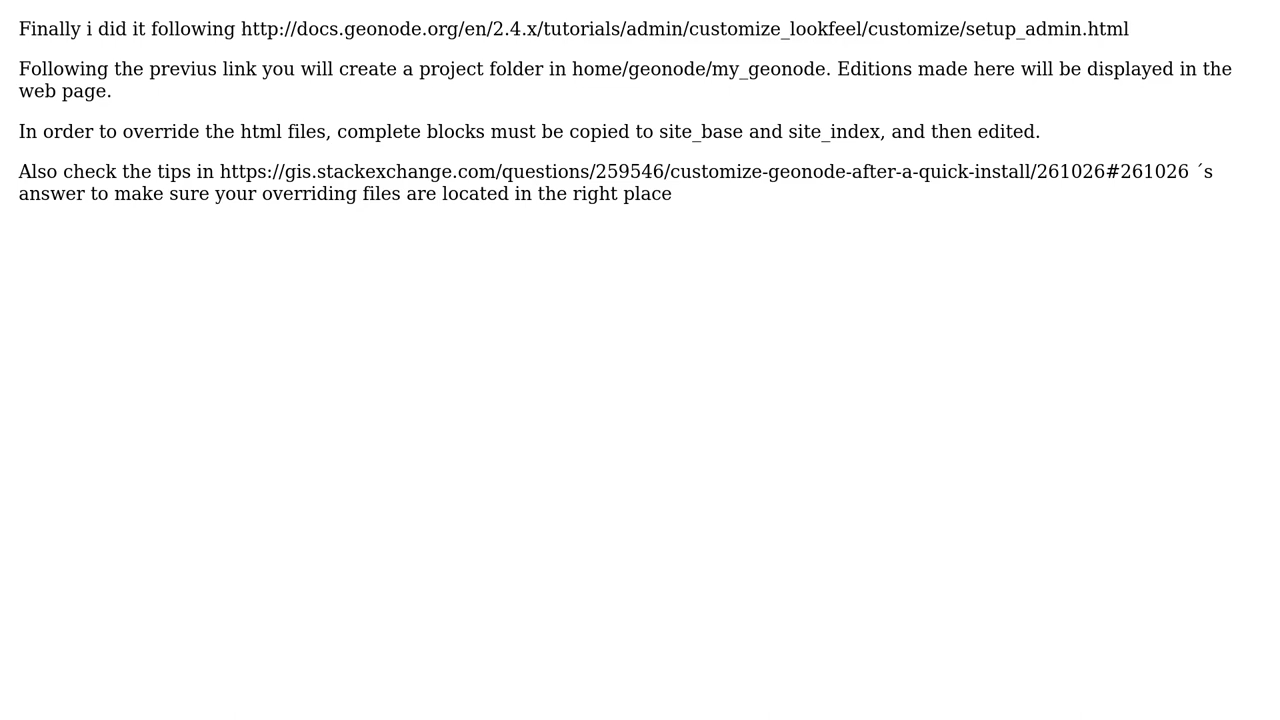 Finally i did it following http://docs.geonode.org/en/2.4.x/tutorials/admin/customize_lookfeel/customize/setup_admin.html
Following the previus link you will create a project folder in home/geonode/my_geonode. Editions made here will be displayed in the
web page.
In order to override the html files, complete blocks must be copied to site_base and site_index, and then edited.
Also check the tips in https://gis.stackexchange.com/questions/259546/customize-geonode-after-a-quick-install/261026#261026 ´s
answer to make sure your overriding files are located in the right place